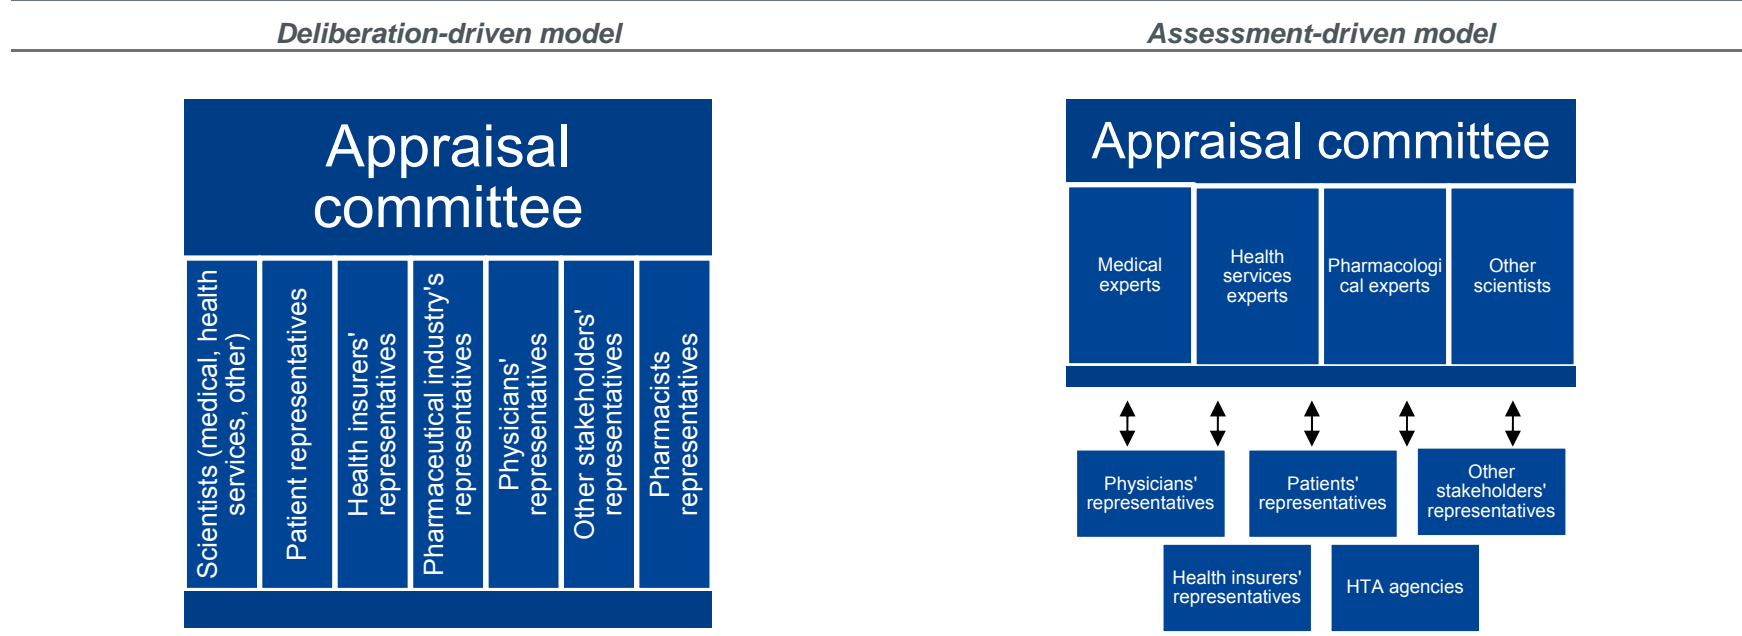 Deliberation-driven model
Assessment-driven model
Appraisal
committee
Scientists (medical, health
services, other)
Patient representatives
Health insurers'
representatives
Pharmaceutical industry's
representatives
Physicians'
representatives
Other stakeholders'
representatives
Pharmacists
representatives
Appraisal committee
Medical
experts
Health
services
experts
Pharmacologi
cal experts
Other
scientists
Physicians'
representatives
Patients'
representatives
Other
stakeholders'
representatives
Health insurers'
representatives
HTA agencies